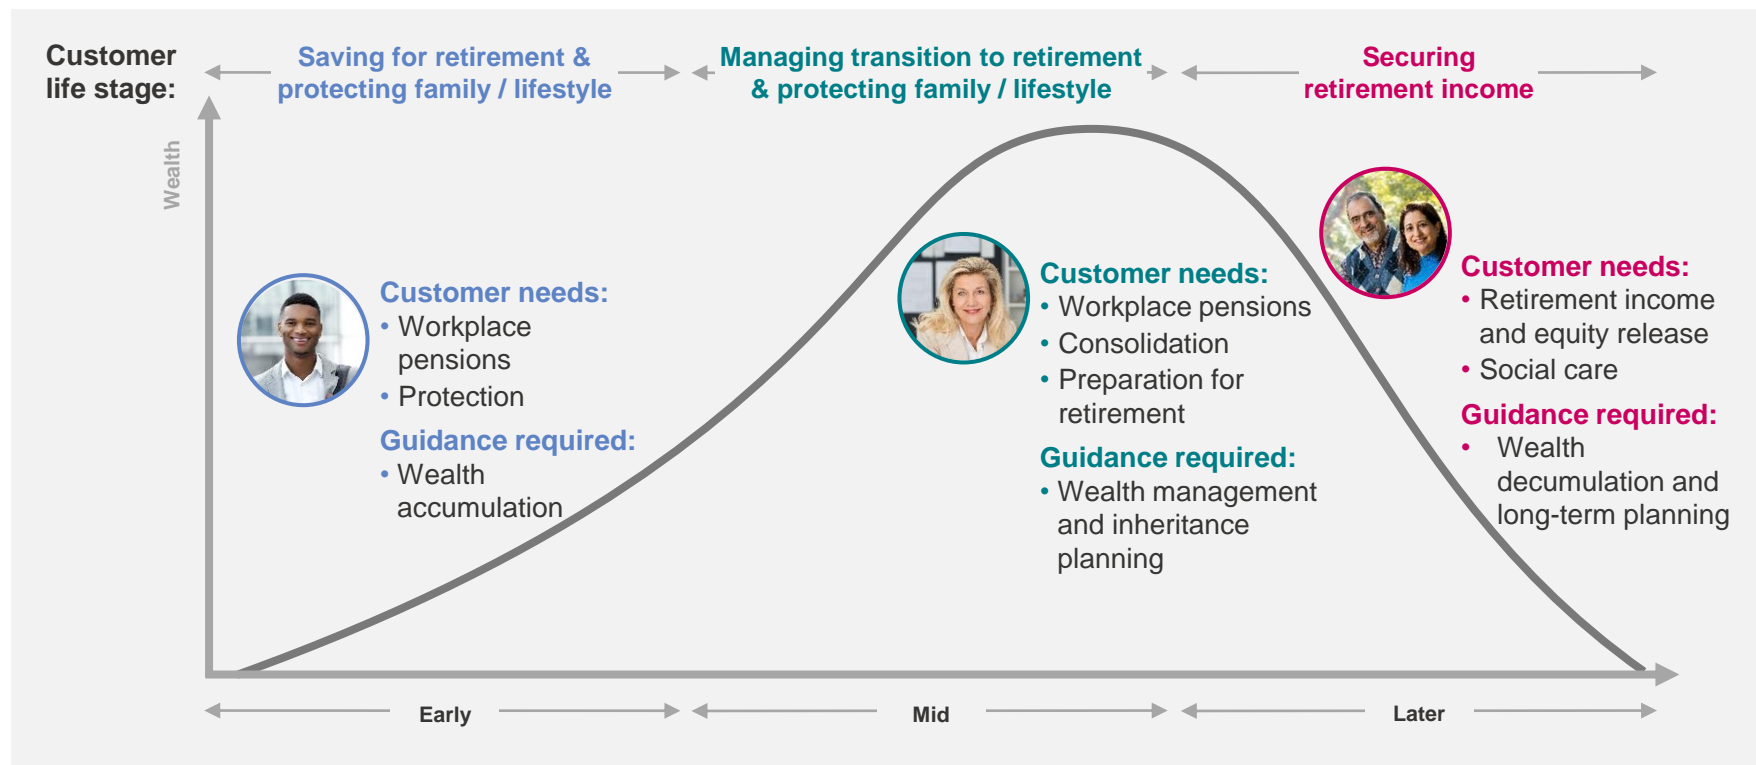 Customer
life stage:
Saving for retirement &
protecting family / lifestyle
Managing transition to retirement
& protecting family / lifestyle
Securing
retirement income
Wealth
Customer needs:
• Workplace
pensions
• Protection
Guidance required:
• Wealth
accumulation
Customer needs:
• Workplace pensions
• Consolidation
• Preparation for
retirement
Guidance required:
• Wealth management
and inheritance
planning
Customer needs:
• Retirement income
and equity release
• Social care
Guidance required:
• Wealth
decumulation and
long-term planning
Early
Mid
Later